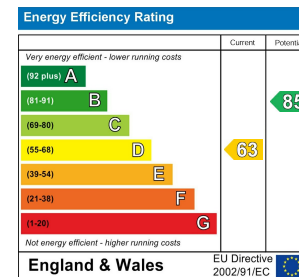 Energy Efficiency Rating
Current
Very energy efficient - lower running costs
(92 plus) A
(81-91) B
85
(69-80) C
(55-68) D
63
(39-54) E
(21-38) F
(1-20) G
Not energy efficient - higher running costs
England & Wales
EU Directive
2002/91/EC